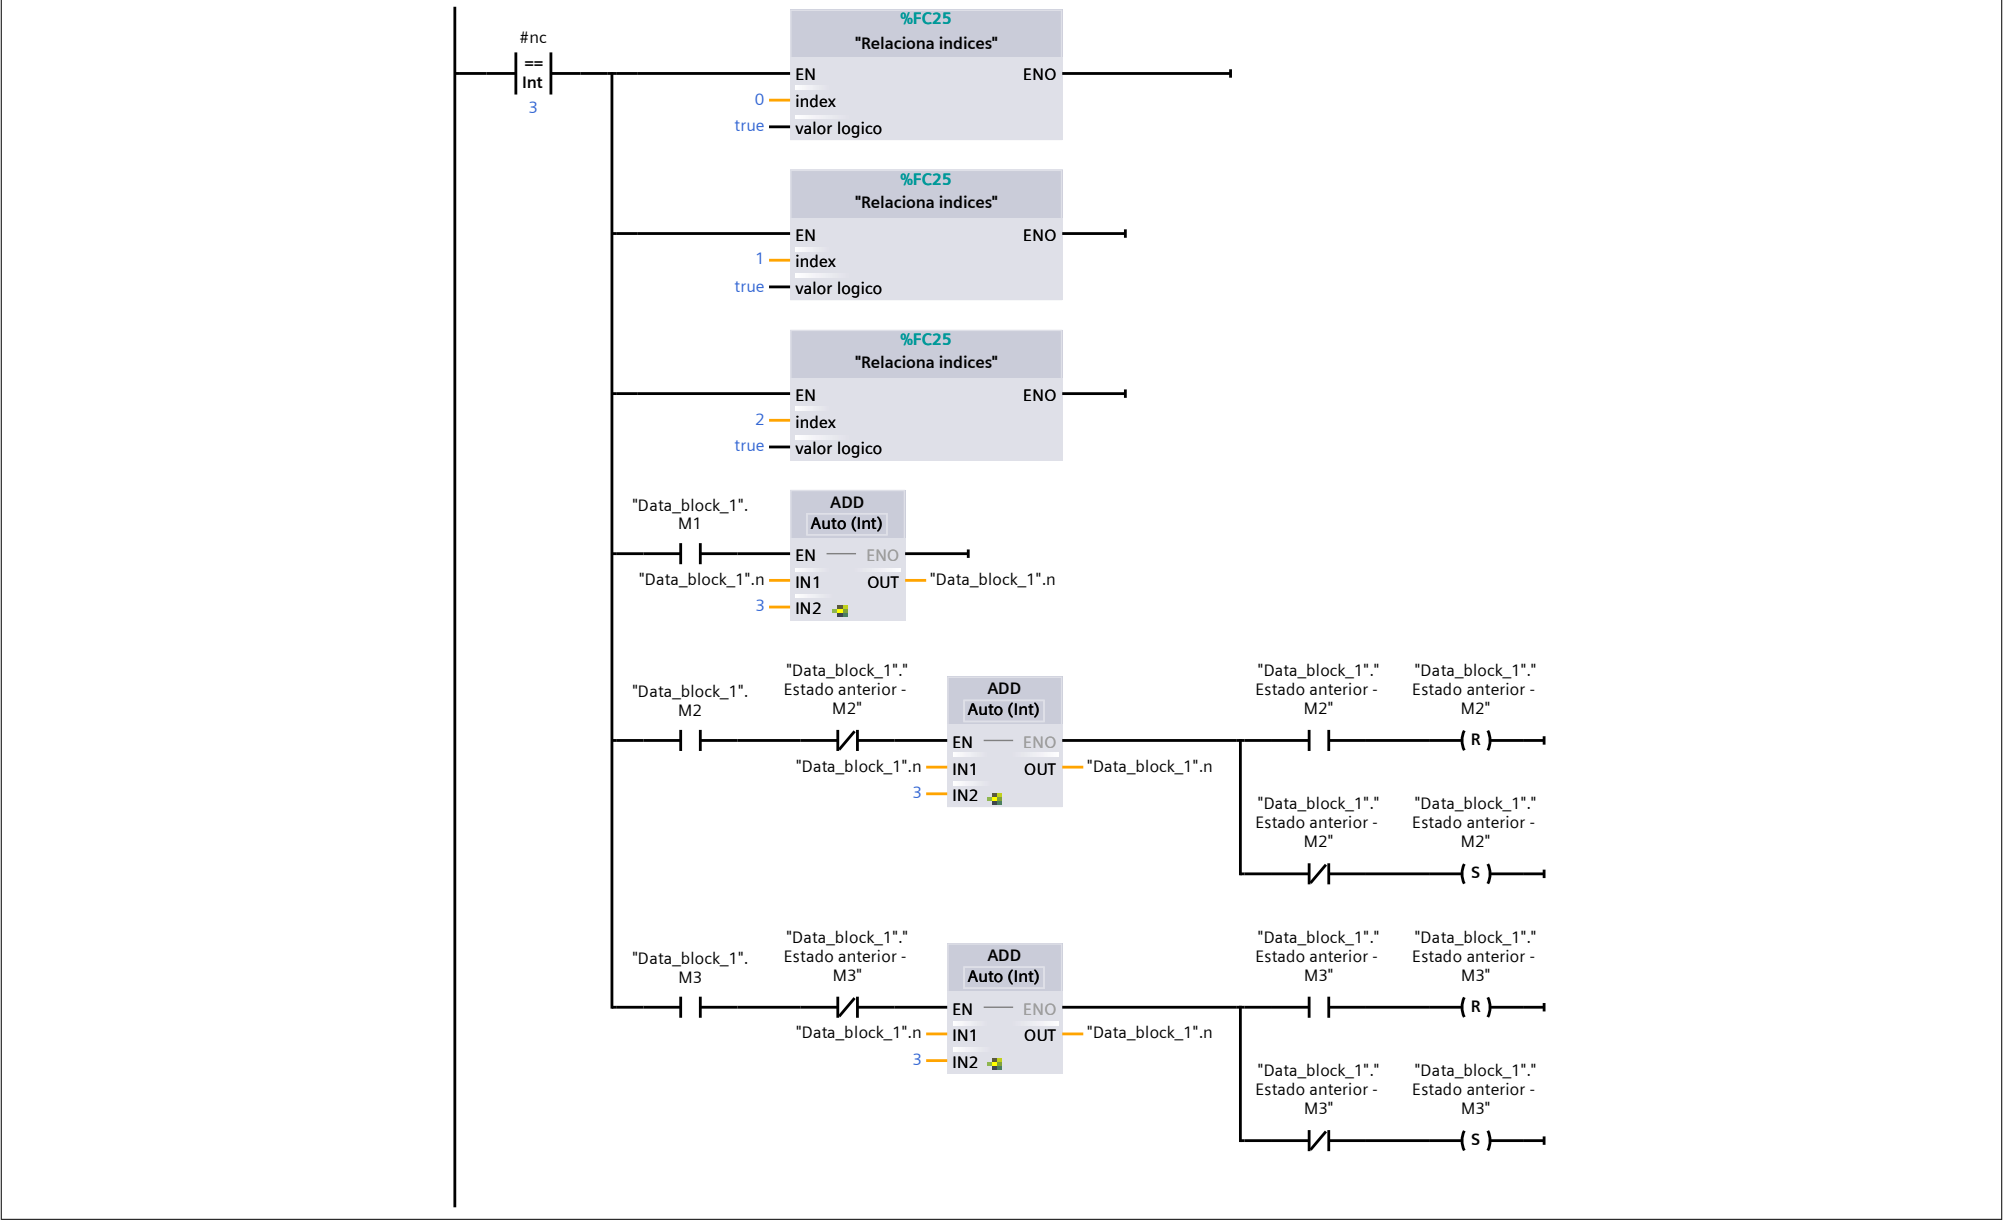 #nc
==
Int
3
%FC25
"Relaciona indices"
EN ENO
0 index
true valor logico
%FC25
"Relaciona indices"
EN ENO
1 index
true valor logico
%FC25
"Relaciona indices"
EN ENO
2 index
true valor logico
"Data_block_1".
M1
ADD
Auto (Int)
EN ENO
"Data_block_1".n IN1 OUT "Data_block_1".n
3 IN2
"Data_block_1".
M2
"Data_block_1"."
Estado anterior -
M2"
ADD
Auto (Int)
EN ENO
"Data_block_1".n IN1 OUT "Data_block_1".n
3 IN2
"Data_block_1"."
Estado anterior -
M2"
"Data_block_1"."
Estado anterior -
M2"
R
"Data_block_1"."
Estado anterior -
M2"
"Data_block_1"."
Estado anterior -
M2"
S
"Data_block_1".
M3
"Data_block_1"."
Estado anterior -
M3"
ADD
Auto (Int)
EN ENO
"Data_block_1".n IN1 OUT "Data_block_1".n
3 IN2
"Data_block_1"."
Estado anterior -
M3"
"Data_block_1"."
Estado anterior -
M3"
R
"Data_block_1"."
Estado anterior -
M3"
"Data_block_1"."
Estado anterior -
M3"
S